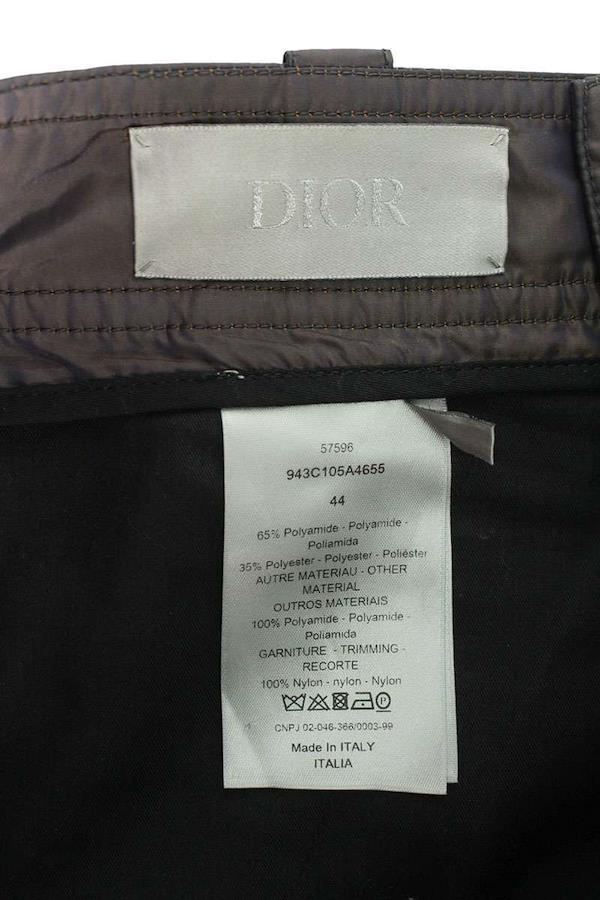 DIOR
57596
943C105A4655
44
65% Polyamide - Polyamide -
Poliamida
35% Polyester - Polyester - Poliéster
AUTRE MATERIAU - OTHER
MATERIAL
OUTROS MATERIAIS
100% Polyamide - Polyamide -
Poliamida
GARNITURE - TRIMMING -
RECORTE
100% Nylon - nylon - Nylon
P
CNPJ 02-046-366/0003-99
Made In ITALY
ITALIA